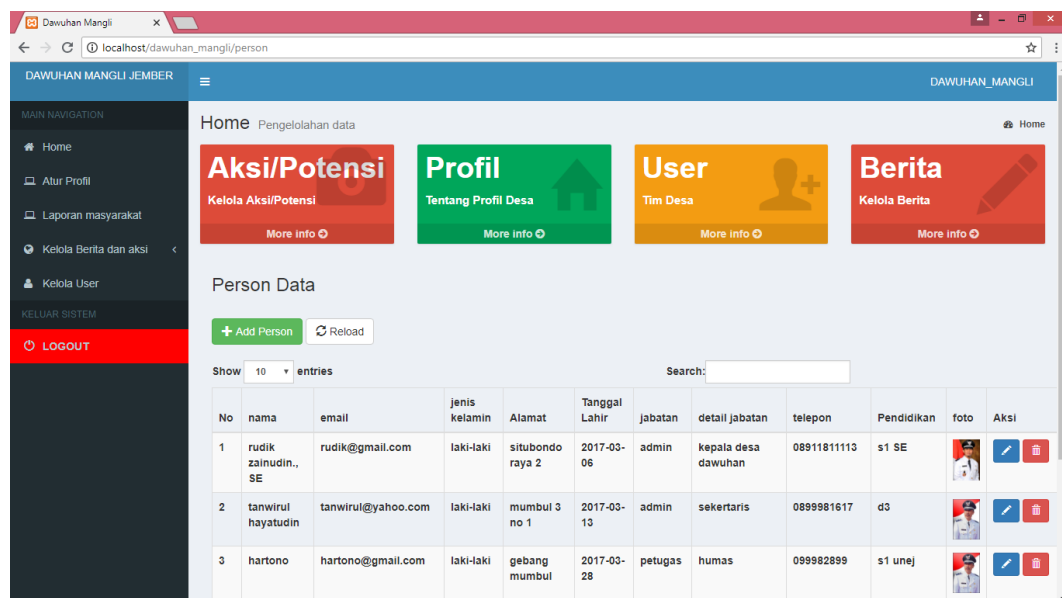 Dawuhan Mangli
localhost/dawuhan_mangli/person
DAWUHAN MANGLI JEMBER
DAWUHAN_MANGLI
MAIN NAVIGATION
Home
Atur Profil
Laporan masyarakat
Kelola Berita dan aksi
Kelola User
KELUAR SISTEM
LOGOUT
Home Pengelolahan data
Home
Aksi/Potensi
Kelola Aksi/Potensi
More info
Profil
Tentang Profil Desa
More info
User
Tim Desa
More info
Berita
Kelola Berita
More info
Person Data
Add Person Reload
Show 10 entries Search:
No nama email jenis kelamin Alamat Tanggal Lahir jabatan detail jabatan telepon Pendidikan foto Aksi
1 rudik zainudin., SE rudik@gmail.com laki-laki situbondo raya 2 2017-03-06 admin kepala desa dawuhan 08911811113 s1 SE
2 tanwirul hayatudin tanwirul@yahoo.com laki-laki mumbul 3 no 1 2017-03-13 admin sekertaris 0899981617 d3
3 hartono hartono@gmail.com laki-laki gebang mumbul 2017-03-28 petugas humas 099982899 s1 unej